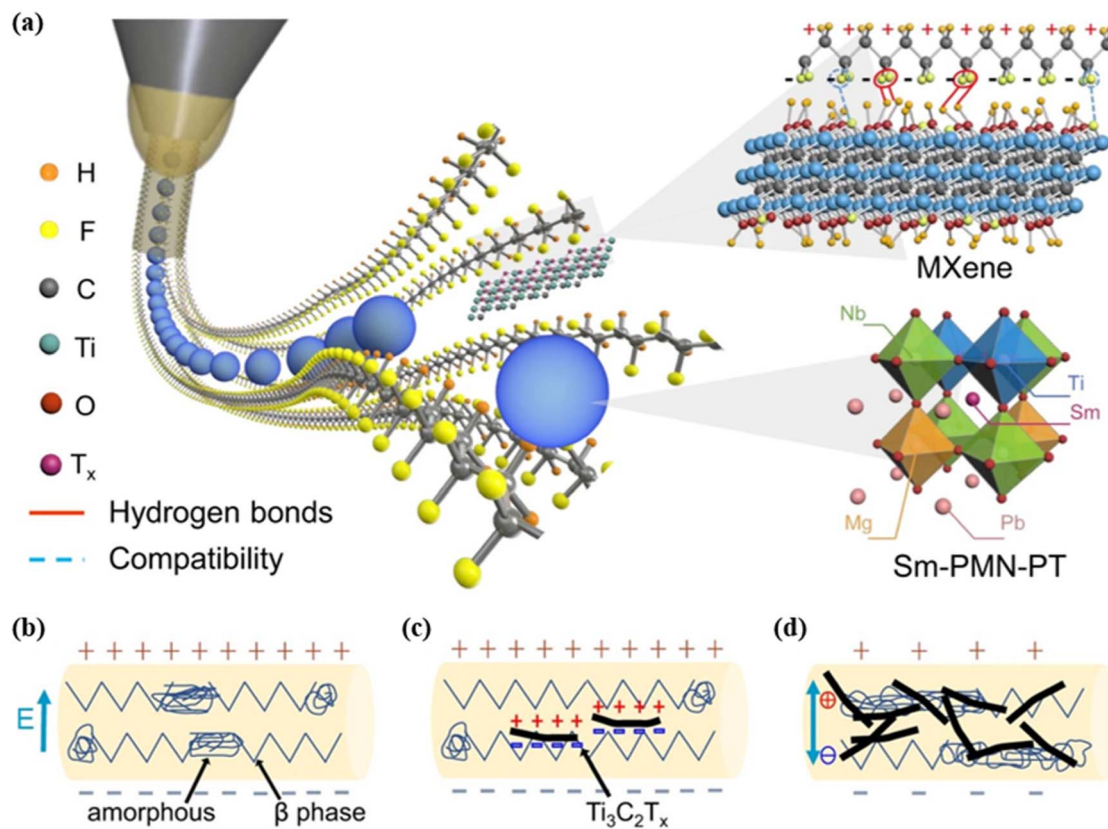 (a)
H
F
C
Ti
O
Tx
Hydrogen bonds
Compatibility
+ + + + + + + +
MXene
Nb
Ti
Sm
Mg
Pb
Sm-PMN-PT
(b)
+ + + + + + + + + +
E
- - - - - - - - - -
amorphous
β phase
(c)
+ + + + + + + + + +
+ + + +
+ + + +
- - - -
- - - -
- - - - - - - - - -
Ti3C2Tx
(d)
+ + + +
⊕
⊖
- - - -